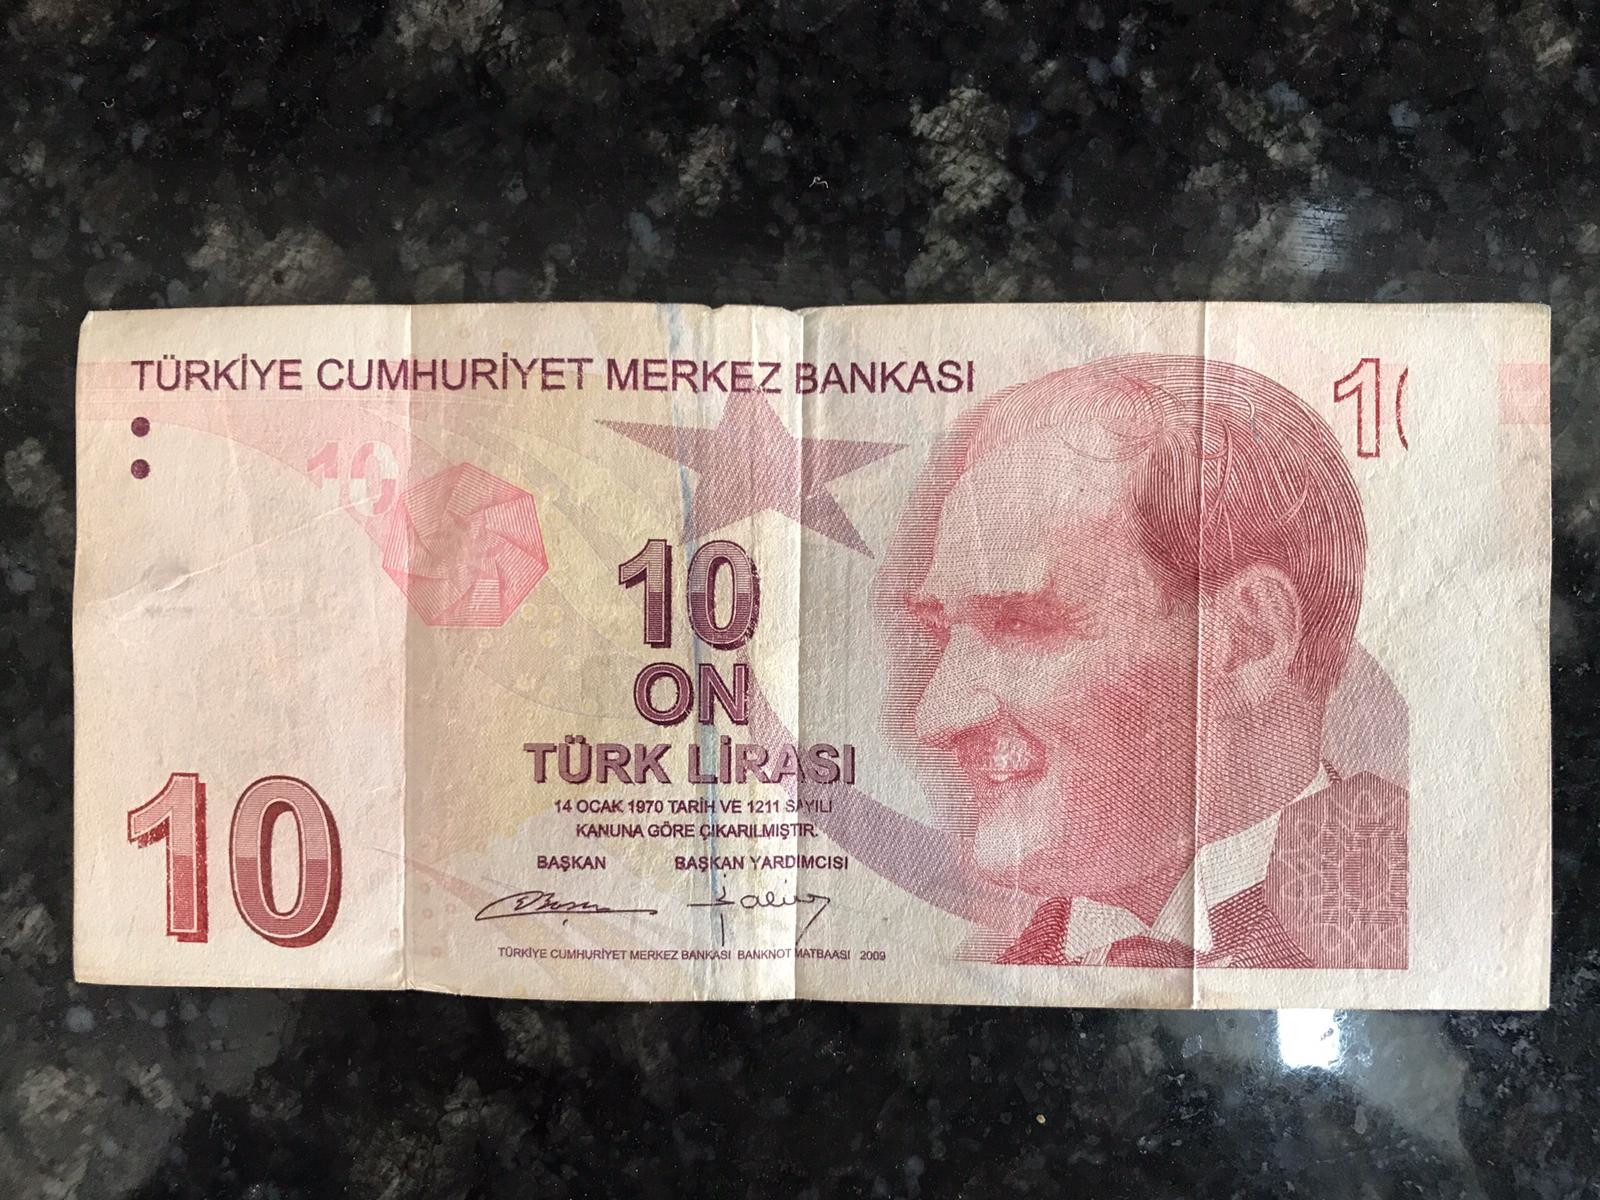 TÜRKİYE CUMHURİYET MERKEZ BANKASI
10
1
10
ON
TÜRK LİRASI
14 OCAK 1970 TARİH VE 1211 SAYILI
KANUNA GÖRE ÇIKARILMIŞTIR.
BAŞKAN BAŞKAN YARDIMCISI
TÜRKİYE CUMHURİYET MERKEZ BANKASI BANKNOT MATBAASI 2009
10